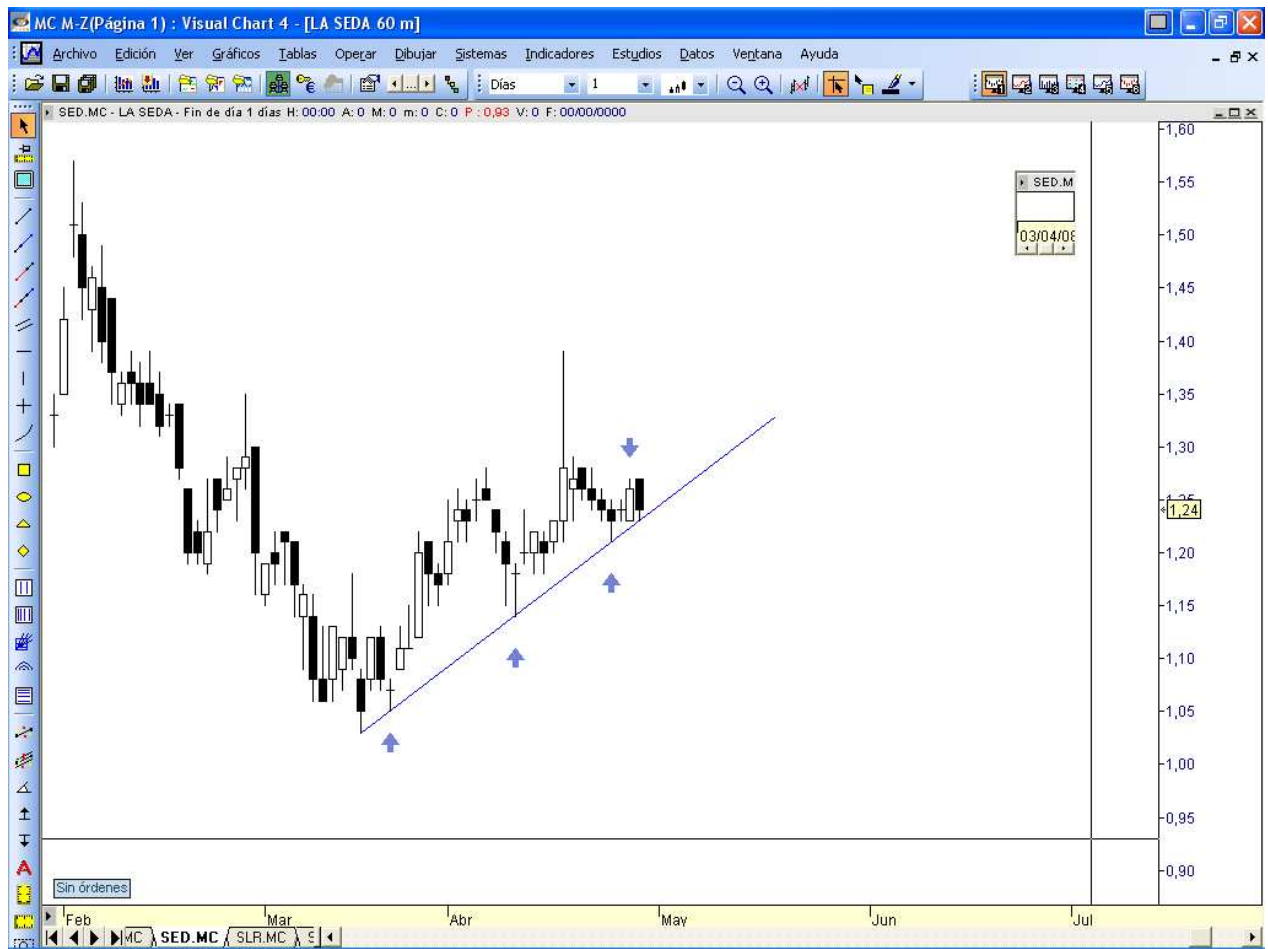 MC M-Z(Página 1) : Visual Chart 4 - [LA SEDA 60 m]
Archivo Edición Ver Gráficos Tablas Operar Dibujar Sistemas Indicadores Estudios Datos Ventana Ayuda
Días 1
SED.MC - LA SEDA - Fin de día 1 días H: 00:00 A: 0 M: 0 m: 0 C: 0 P : 0,93 V: 0 F: 00/00/0000
1,60
1,55
SED.M
1,50
03/04/08
1,45
1,40
1,35
1,30
1,25
1,24
1,20
1,15
1,10
1,05
1,00
0,95
0,90
Sin órdenes
Feb Mar Abr May Jun Jul
MC SED.MC SLR.MC S